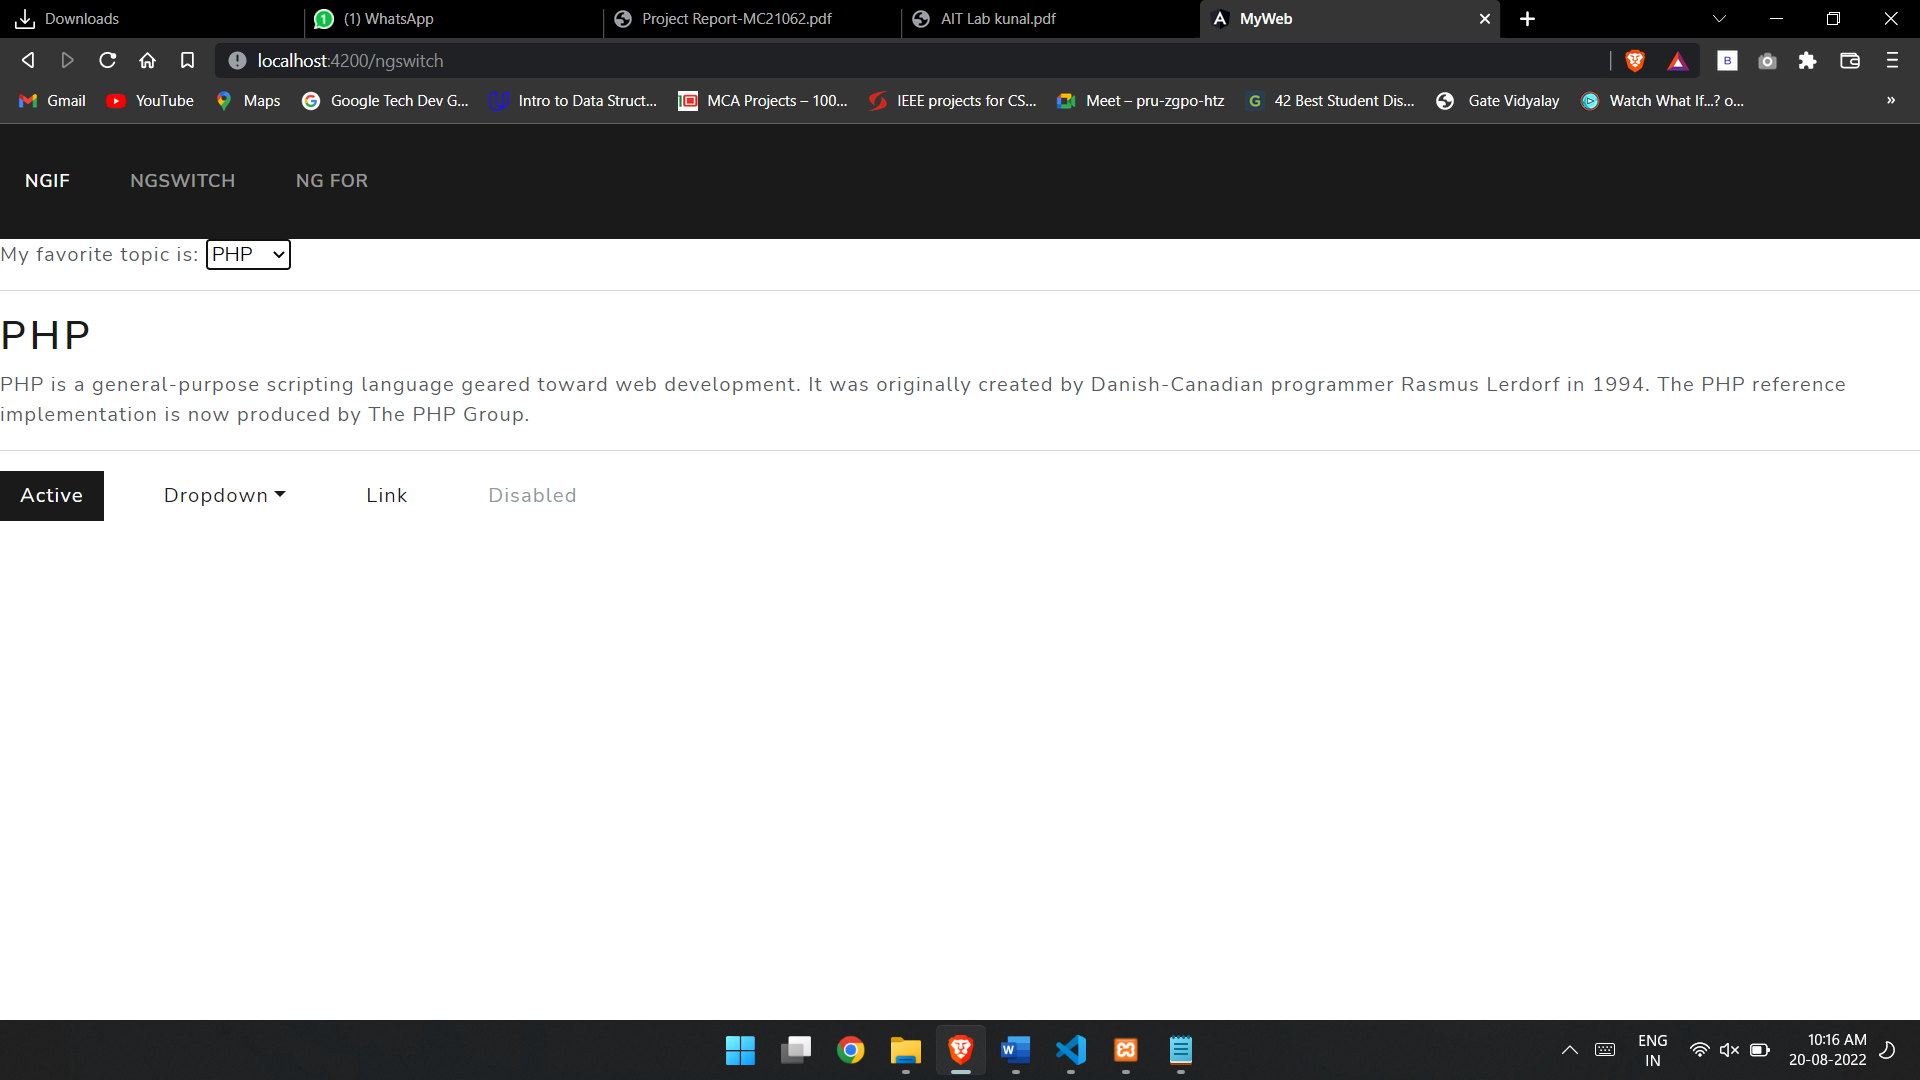 Downloads
(1) WhatsApp
Project Report-MC21062.pdf
AIT Lab kunal.pdf
MyWeb
localhost:4200/ngswitch
Gmail
YouTube
Maps
Google Tech Dev G...
Intro to Data Struct...
MCA Projects – 100...
IEEE projects for CS...
Meet – pru-zgpo-htz
42 Best Student Dis...
Gate Vidyalay
Watch What If...? o...
»
NGIF
NGSWITCH
NG FOR
My favorite topic is: PHP
PHP
PHP is a general-purpose scripting language geared toward web development. It was originally created by Danish-Canadian programmer Rasmus Lerdorf in 1994. The PHP reference
implementation is now produced by The PHP Group.
Active
Dropdown
Link
Disabled
ENG
IN
10:16 AM
20-08-2022